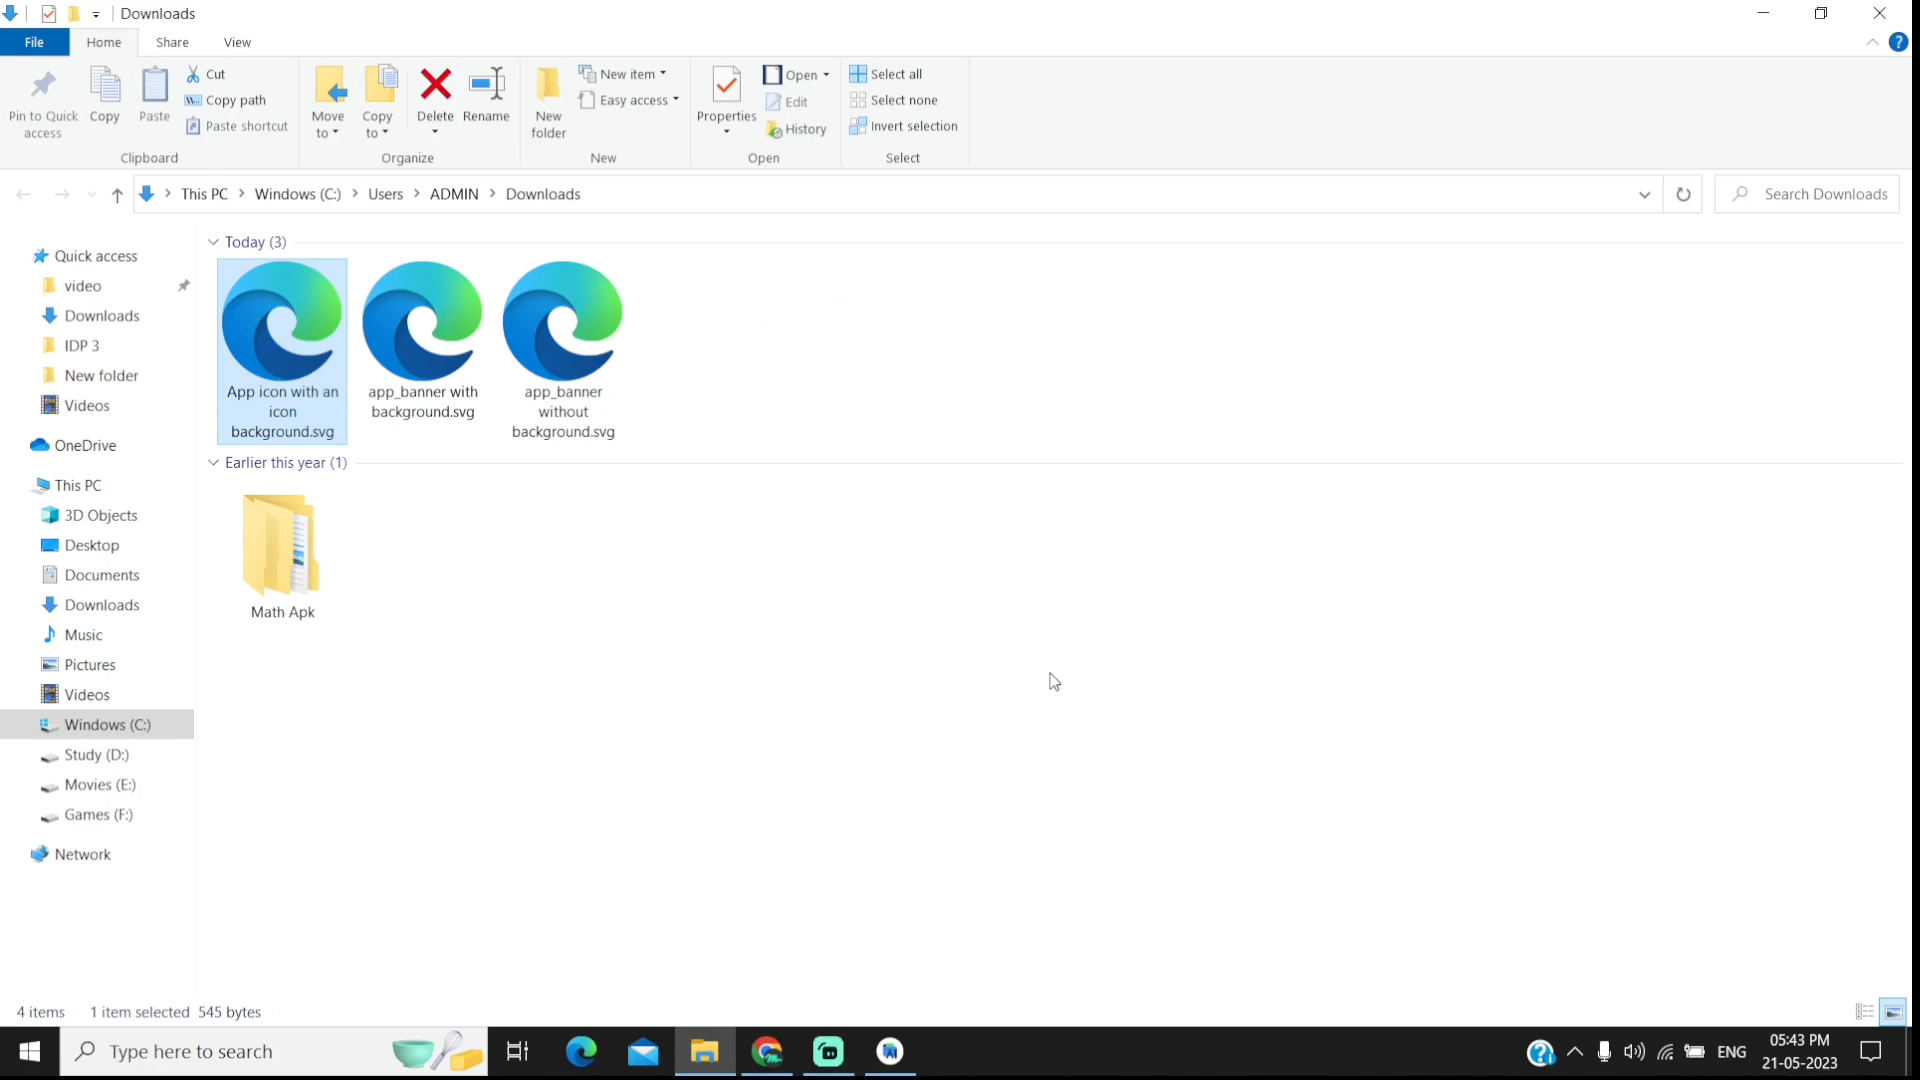 Downloads
File Home Share View
Pin to Quick access
Copy
Paste
Cut
Copy path
Paste shortcut
Clipboard
Move to
Copy to
Delete
Rename
Organize
New folder
New item
Easy access
New
Properties
Open
Edit
History
Open
Select all
Select none
Invert selection
Select
This PC > Windows (C:) > Users > ADMIN > Downloads
Search Downloads
Quick access
video
Downloads
IDP 3
New folder
Videos
OneDrive
This PC
3D Objects
Desktop
Documents
Downloads
Music
Pictures
Videos
Windows (C:)
Study (D:)
Movies (E:)
Games (F:)
Network
Today (3)
App icon with an
icon
background.svg
app_banner with
background.svg
app_banner
without
background.svg
Earlier this year (1)
Math Apk
4 items 1 item selected 545 bytes
Type here to search
ENG
05:43 PM
21-05-2023